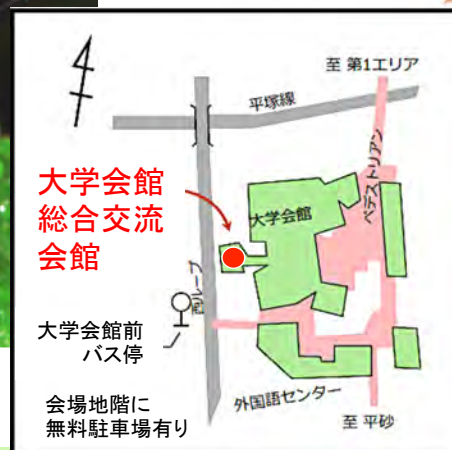 至 第1エリア
平塚線
ペデストリアン
大学会館
総合交流
会館
大学会館
西ループ
大学会館前
バス停
会場地階に
無料駐車場有り
外国語センター
至 平砂